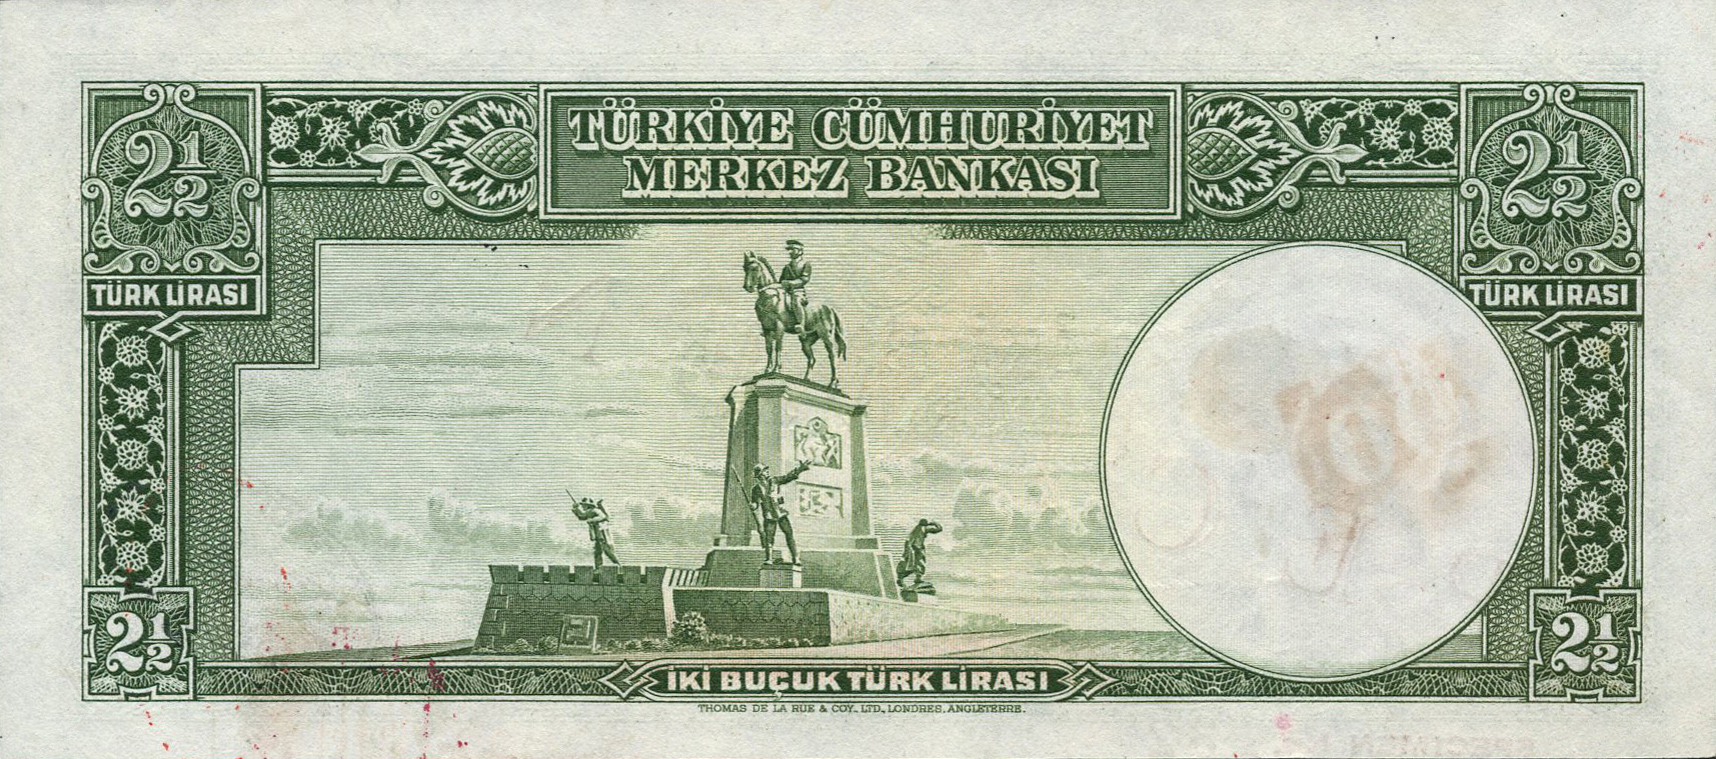 2½ TÜRKİYE CÜMHURİYET 2½
MERKEZ BANKASI
TÜRK LİRASI TÜRK LİRASI
2½ İKİ BUÇUK TÜRK LİRASI 2½
THOMAS DE LA RUE & COY. LTD., LONDRES, ANGLETERRE.